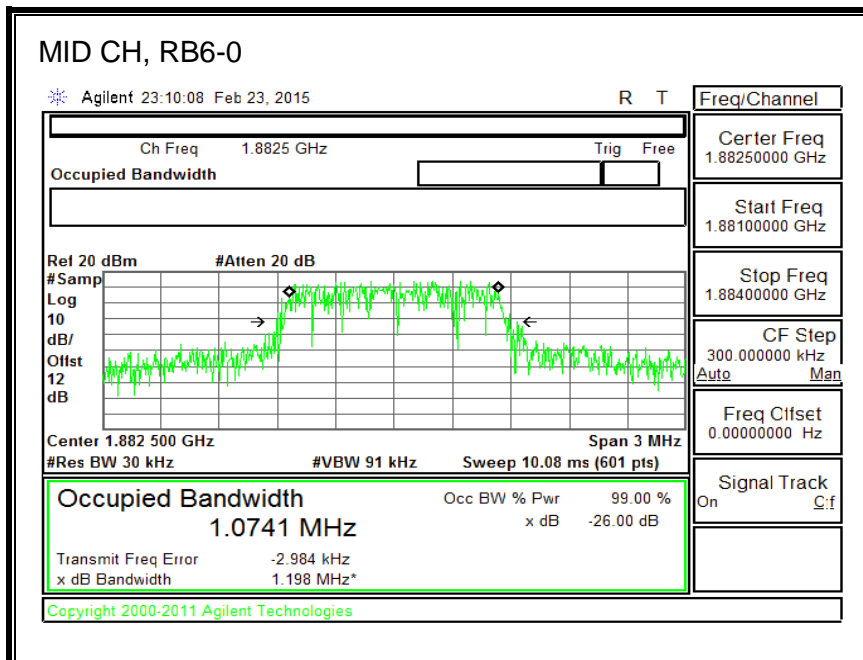 MID CH, RB6-0
Agilent 23:10:08 Feb 23, 2015 R T
Freq/Channel
Ch Freq 1.8825 GHz Trig Free
Occupied Bandwidth
Center Freq
1.88250000 GHz
Start Freq
1.88100000 GHz
Stop Freq
1.88400000 GHz
CF Step
300.000000 kHz
Auto Man
Freq Offset
0.00000000 Hz
Signal Track
On Off
Ref 20 dBm #Atten 20 dB
#Samp
Log
10
dB/
Offst
12
dB
Center 1.882 500 GHz Span 3 MHz
#Res BW 30 kHz #VBW 91 kHz Sweep 10.08 ms (601 pts)
Occupied Bandwidth
1.0741 MHz
Occ BW % Pwr 99.00 %
x dB -26.00 dB
Transmit Freq Error -2.984 kHz
x dB Bandwidth 1.198 MHz*
Copyright 2000-2011 Agilent Technologies